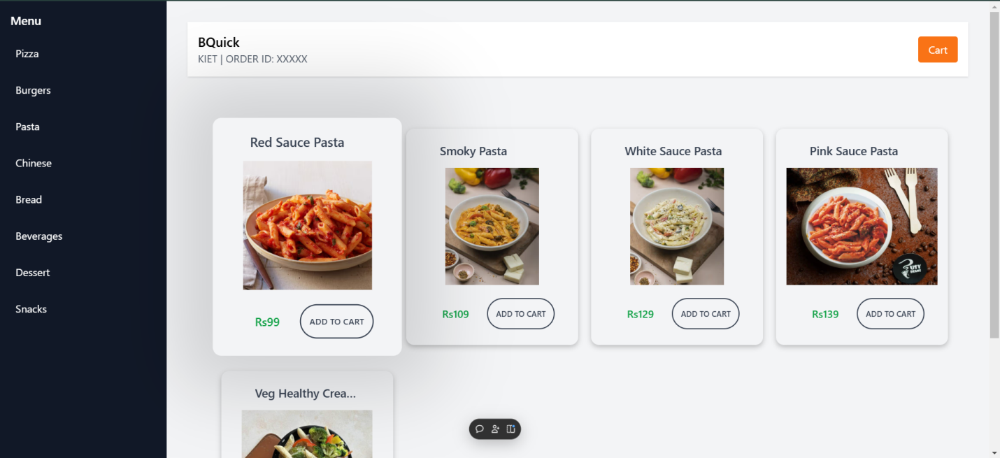 Menu
Pizza
Burgers
Pasta
Chinese
Bread
Beverages
Dessert
Snacks
BQuick
KIET | ORDER ID: XXXXX
Cart
Red Sauce Pasta
Rs99 ADD TO CART
Smoky Pasta
Rs109 ADD TO CART
White Sauce Pasta
Rs129 ADD TO CART
Pink Sauce Pasta
Rs139 ADD TO CART
Veg Healthy Crea...